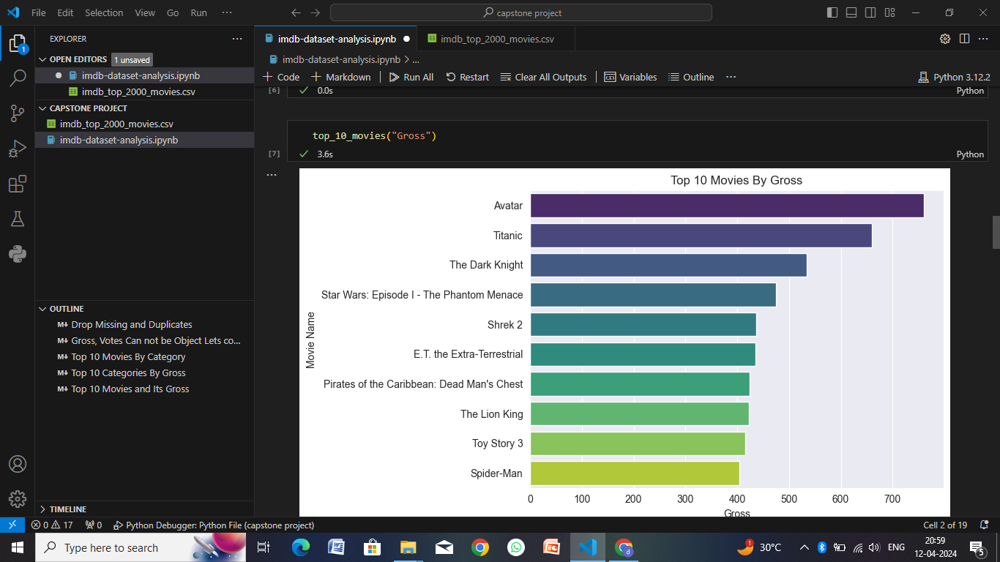 File Edit Selection View Go Run ··· capstone project
EXPLORER ···
OPEN EDITORS 1 unsaved
imdb-dataset-analysis.ipynb
imdb_top_2000_movies.csv
CAPSTONE PROJECT
imdb_top_2000_movies.csv
imdb-dataset-analysis.ipynb
1
OUTLINE
M↓ Drop Missing and Duplicates
M↓ Gross, Votes Can not be Object Lets co...
M↓ Top 10 Movies By Category
M↓ Top 10 Categories By Gross
M↓ Top 10 Movies and Its Gross
TIMELINE
imdb-dataset-analysis.ipynb imdb_top_2000_movies.csv ···
imdb-dataset-analysis.ipynb > ...
+ Code + Markdown Run All Restart Clear All Outputs Variables Outline ··· Python 3.12.2
[6] 0.0s Python
top_10_movies("Gross")
[7] 3.6s Python
···
Top 10 Movies By Gross
Movie Name
Avatar
Titanic
The Dark Knight
Star Wars: Episode I - The Phantom Menace
Shrek 2
E.T. the Extra-Terrestrial
Pirates of the Caribbean: Dead Man's Chest
The Lion King
Toy Story 3
Spider-Man
0 100 200 300 400 500 600 700
Gross
0 17 0 Python Debugger: Python File (capstone project) Cell 2 of 19
Type here to search 1 30°C ENG 20:59
12-04-2024 5